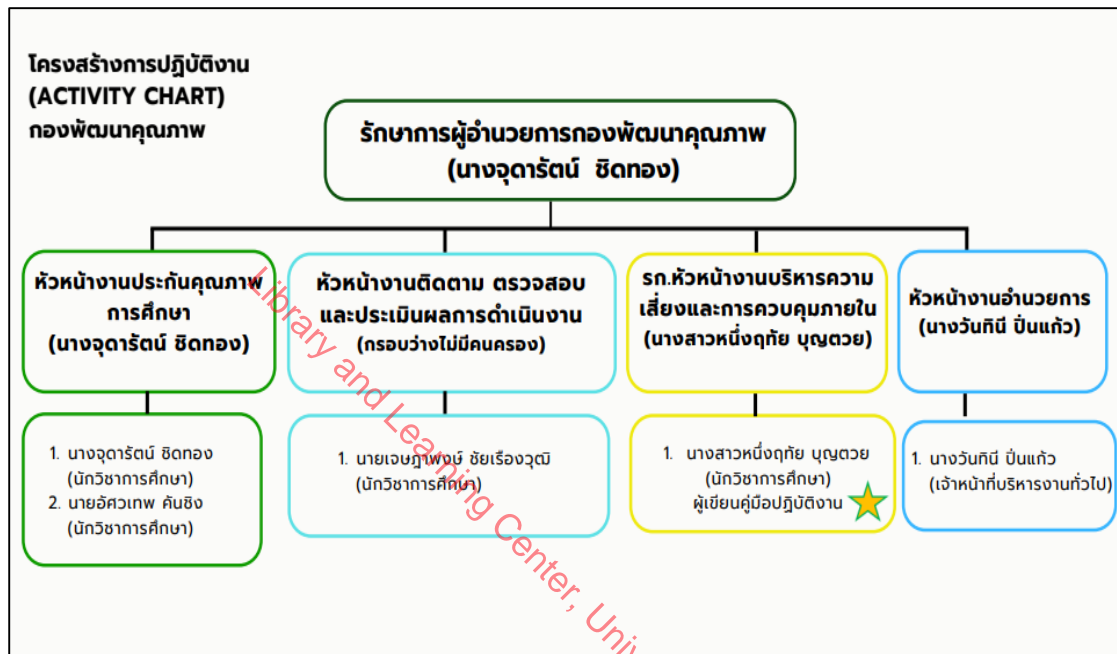 โครงสร้างการปฏิบัติงาน
(ACTIVITY CHART)
กองพัฒนาคุณภาพ
รักษาการผู้อำนวยการกองพัฒนาคุณภาพ
(นางจุดารัตน์ ชิดทอง)
หัวหน้างานประกันคุณภาพ
การศึกษา
(นางจุดารัตน์ ชิดทอง)
หัวหน้างานติดตาม ตรวจสอบ
และประเมินผลการดำเนินงาน
(กรอบว่างไม่มีคนครอง)
รก.หัวหน้างานบริหารความ
เสี่ยงและการควบคุมภายใน
(นางสาวหนึ่งฤทัย บุญตวย)
หัวหน้างานอำนวยการ
(นางวันทินี ปิ่นแก้ว)
1. นางจุดารัตน์ ชิดทอง
(นักวิชาการศึกษา)
2. นายอัศวเทพ คันชิง
(นักวิชาการศึกษา)
1. นายเจษฎาพงษ์ ชัยเรืองวุฒิ
(นักวิชาการศึกษา)
1. นางสาวหนึ่งฤทัย บุญตวย
(นักวิชาการศึกษา)
ผู้เขียนคู่มือปฏิบัติงาน
1. นางวันทินี ปิ่นแก้ว
(เจ้าหน้าที่บริหารงานทั่วไป)
Library and Learning Center,